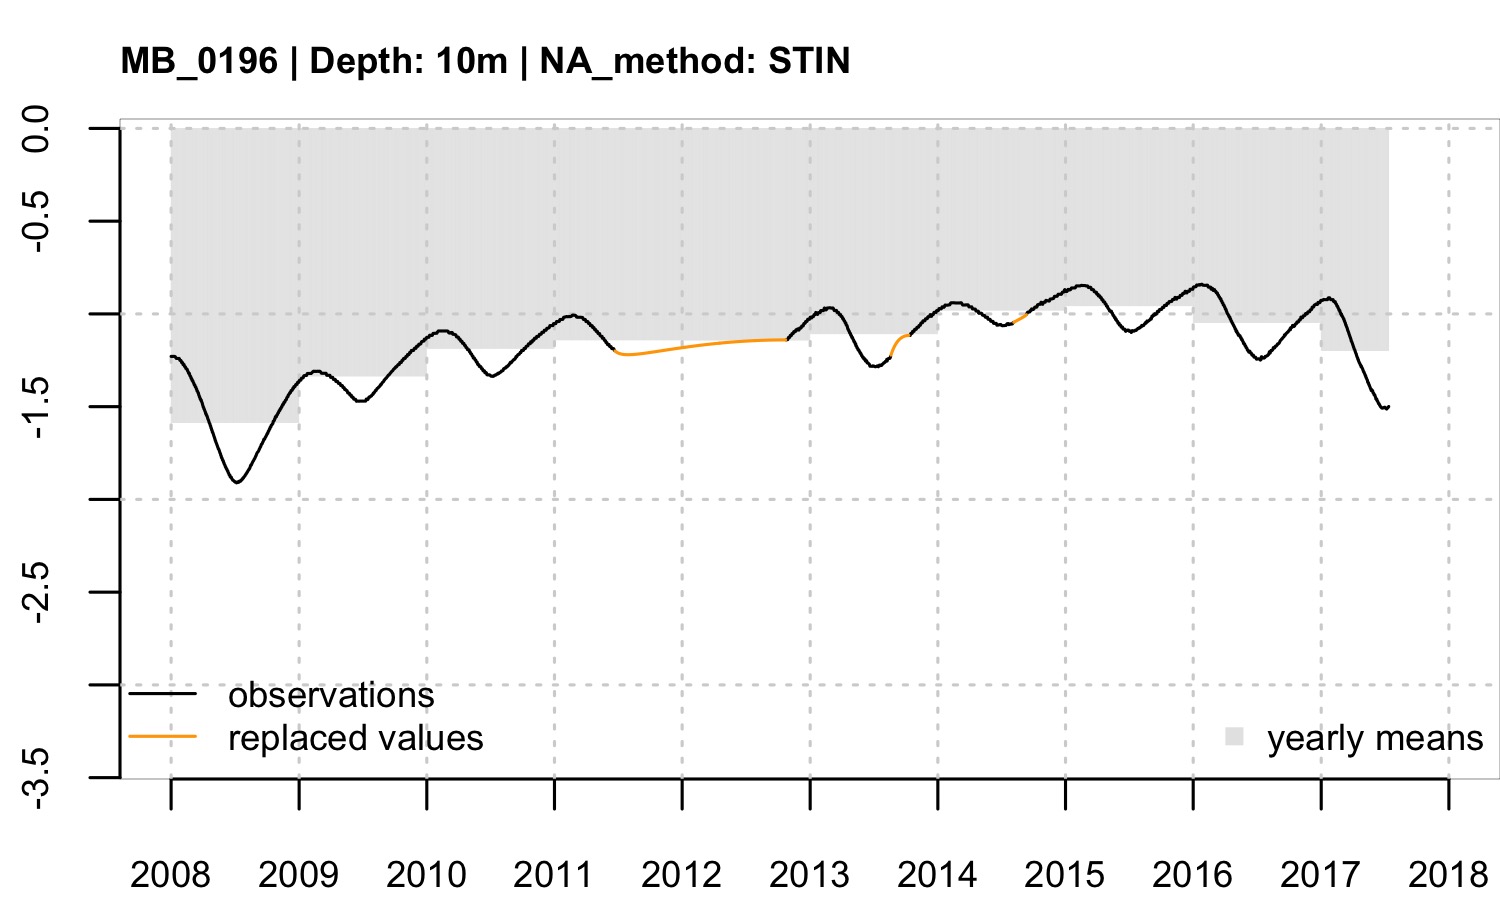 MB_0196 | Depth: 10m | NA_method: STIN
0.0
-0.5
-1.5
-2.5
-3.5
observations
replaced values
yearly means
2008 2009 2010 2011 2012 2013 2014 2015 2016 2017 2018